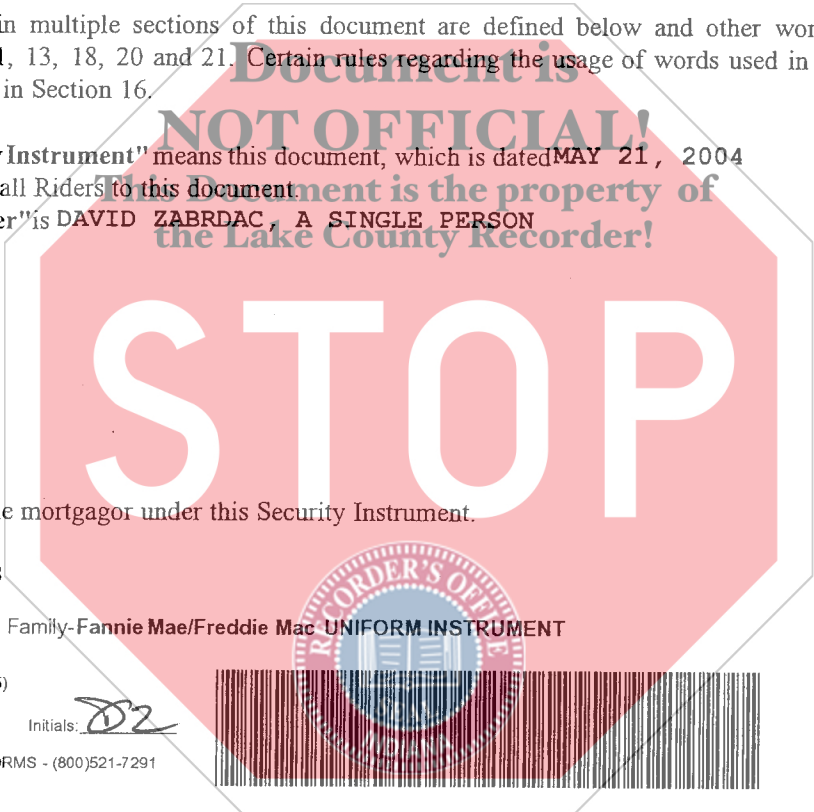 in multiple sections of this document are defined below and other wor
, 13, 18, 20 and 21. Certain rules regarding the usage of words used in
in Section 16.
Document is
NOT OFFICIAL!
This Document is the property of
the Lake County Recorder!
Instrument" means this document, which is dated MAY 21, 2004
all Riders to this document.
er" is DAVID ZABRDAC, A SINGLE PERSON
STOP
e mortgagor under this Security Instrument.
RECORDER'S OFFICE
SEAL
INDIANA
Family-Fannie Mae/Freddie Mac UNIFORM INSTRUMENT
Initials: DZ
RMS - (800)521-7291